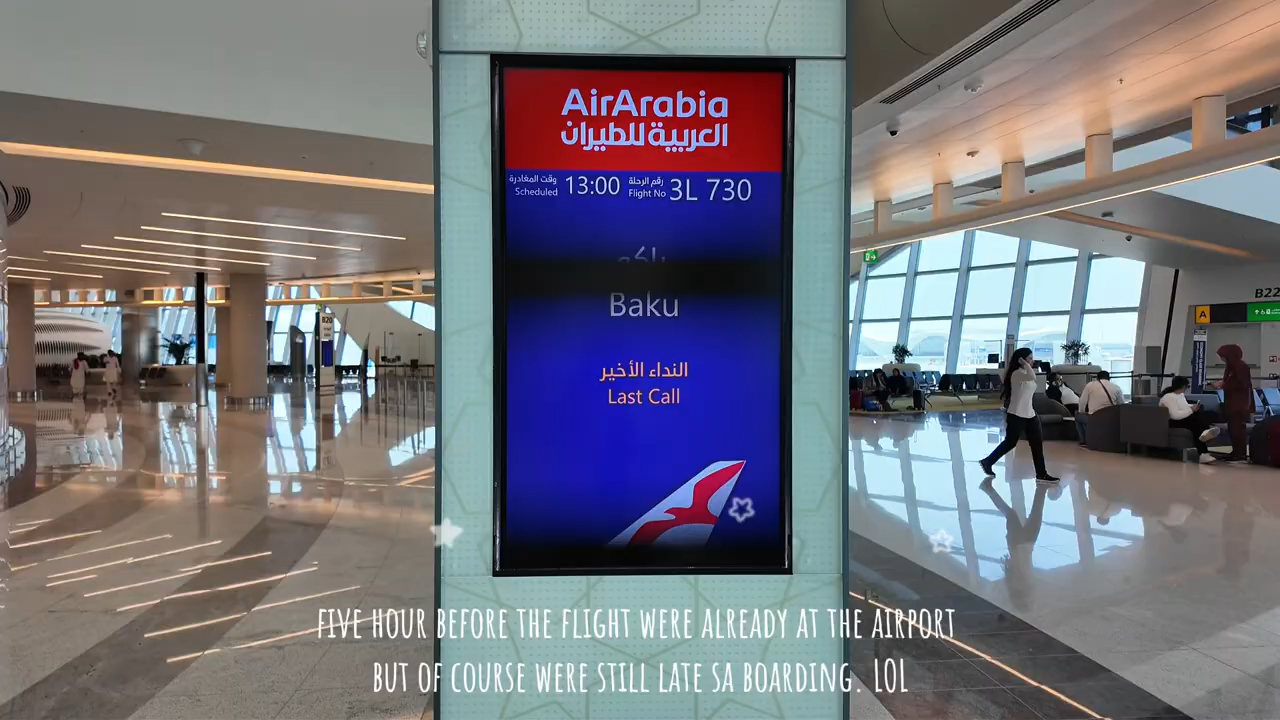 AirArabia
العربية للطيران
وقت المغادرة
Scheduled
13:00
رقم الرحلة
Flight No
3L 730
باكو
Baku
النداء الأخير
Last Call
B20
A
B22
FIVE HOUR BEFORE THE FLIGHT WERE ALREADY AT THE AIRPORT
BUT OF COURSE WERE STILL LATE SA BOARDING. LOL